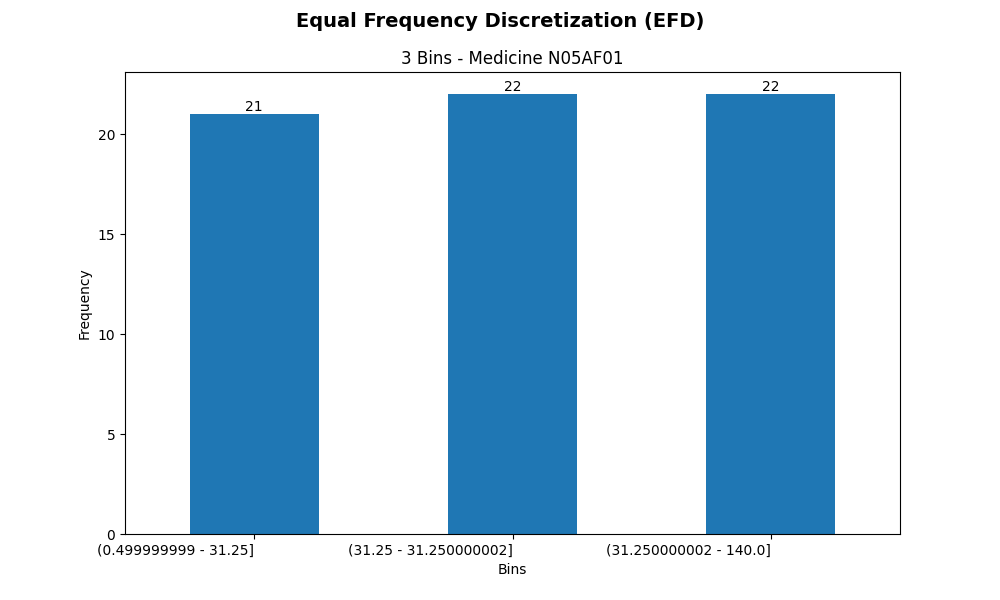 Equal Frequency Discretization (EFD)
3 Bins - Medicine N05AF01
21
22
22
20
15
10
5
0
Frequency
(0.499999999 - 31.25]
(31.25 - 31.250000002]
(31.250000002 - 140.0]
Bins